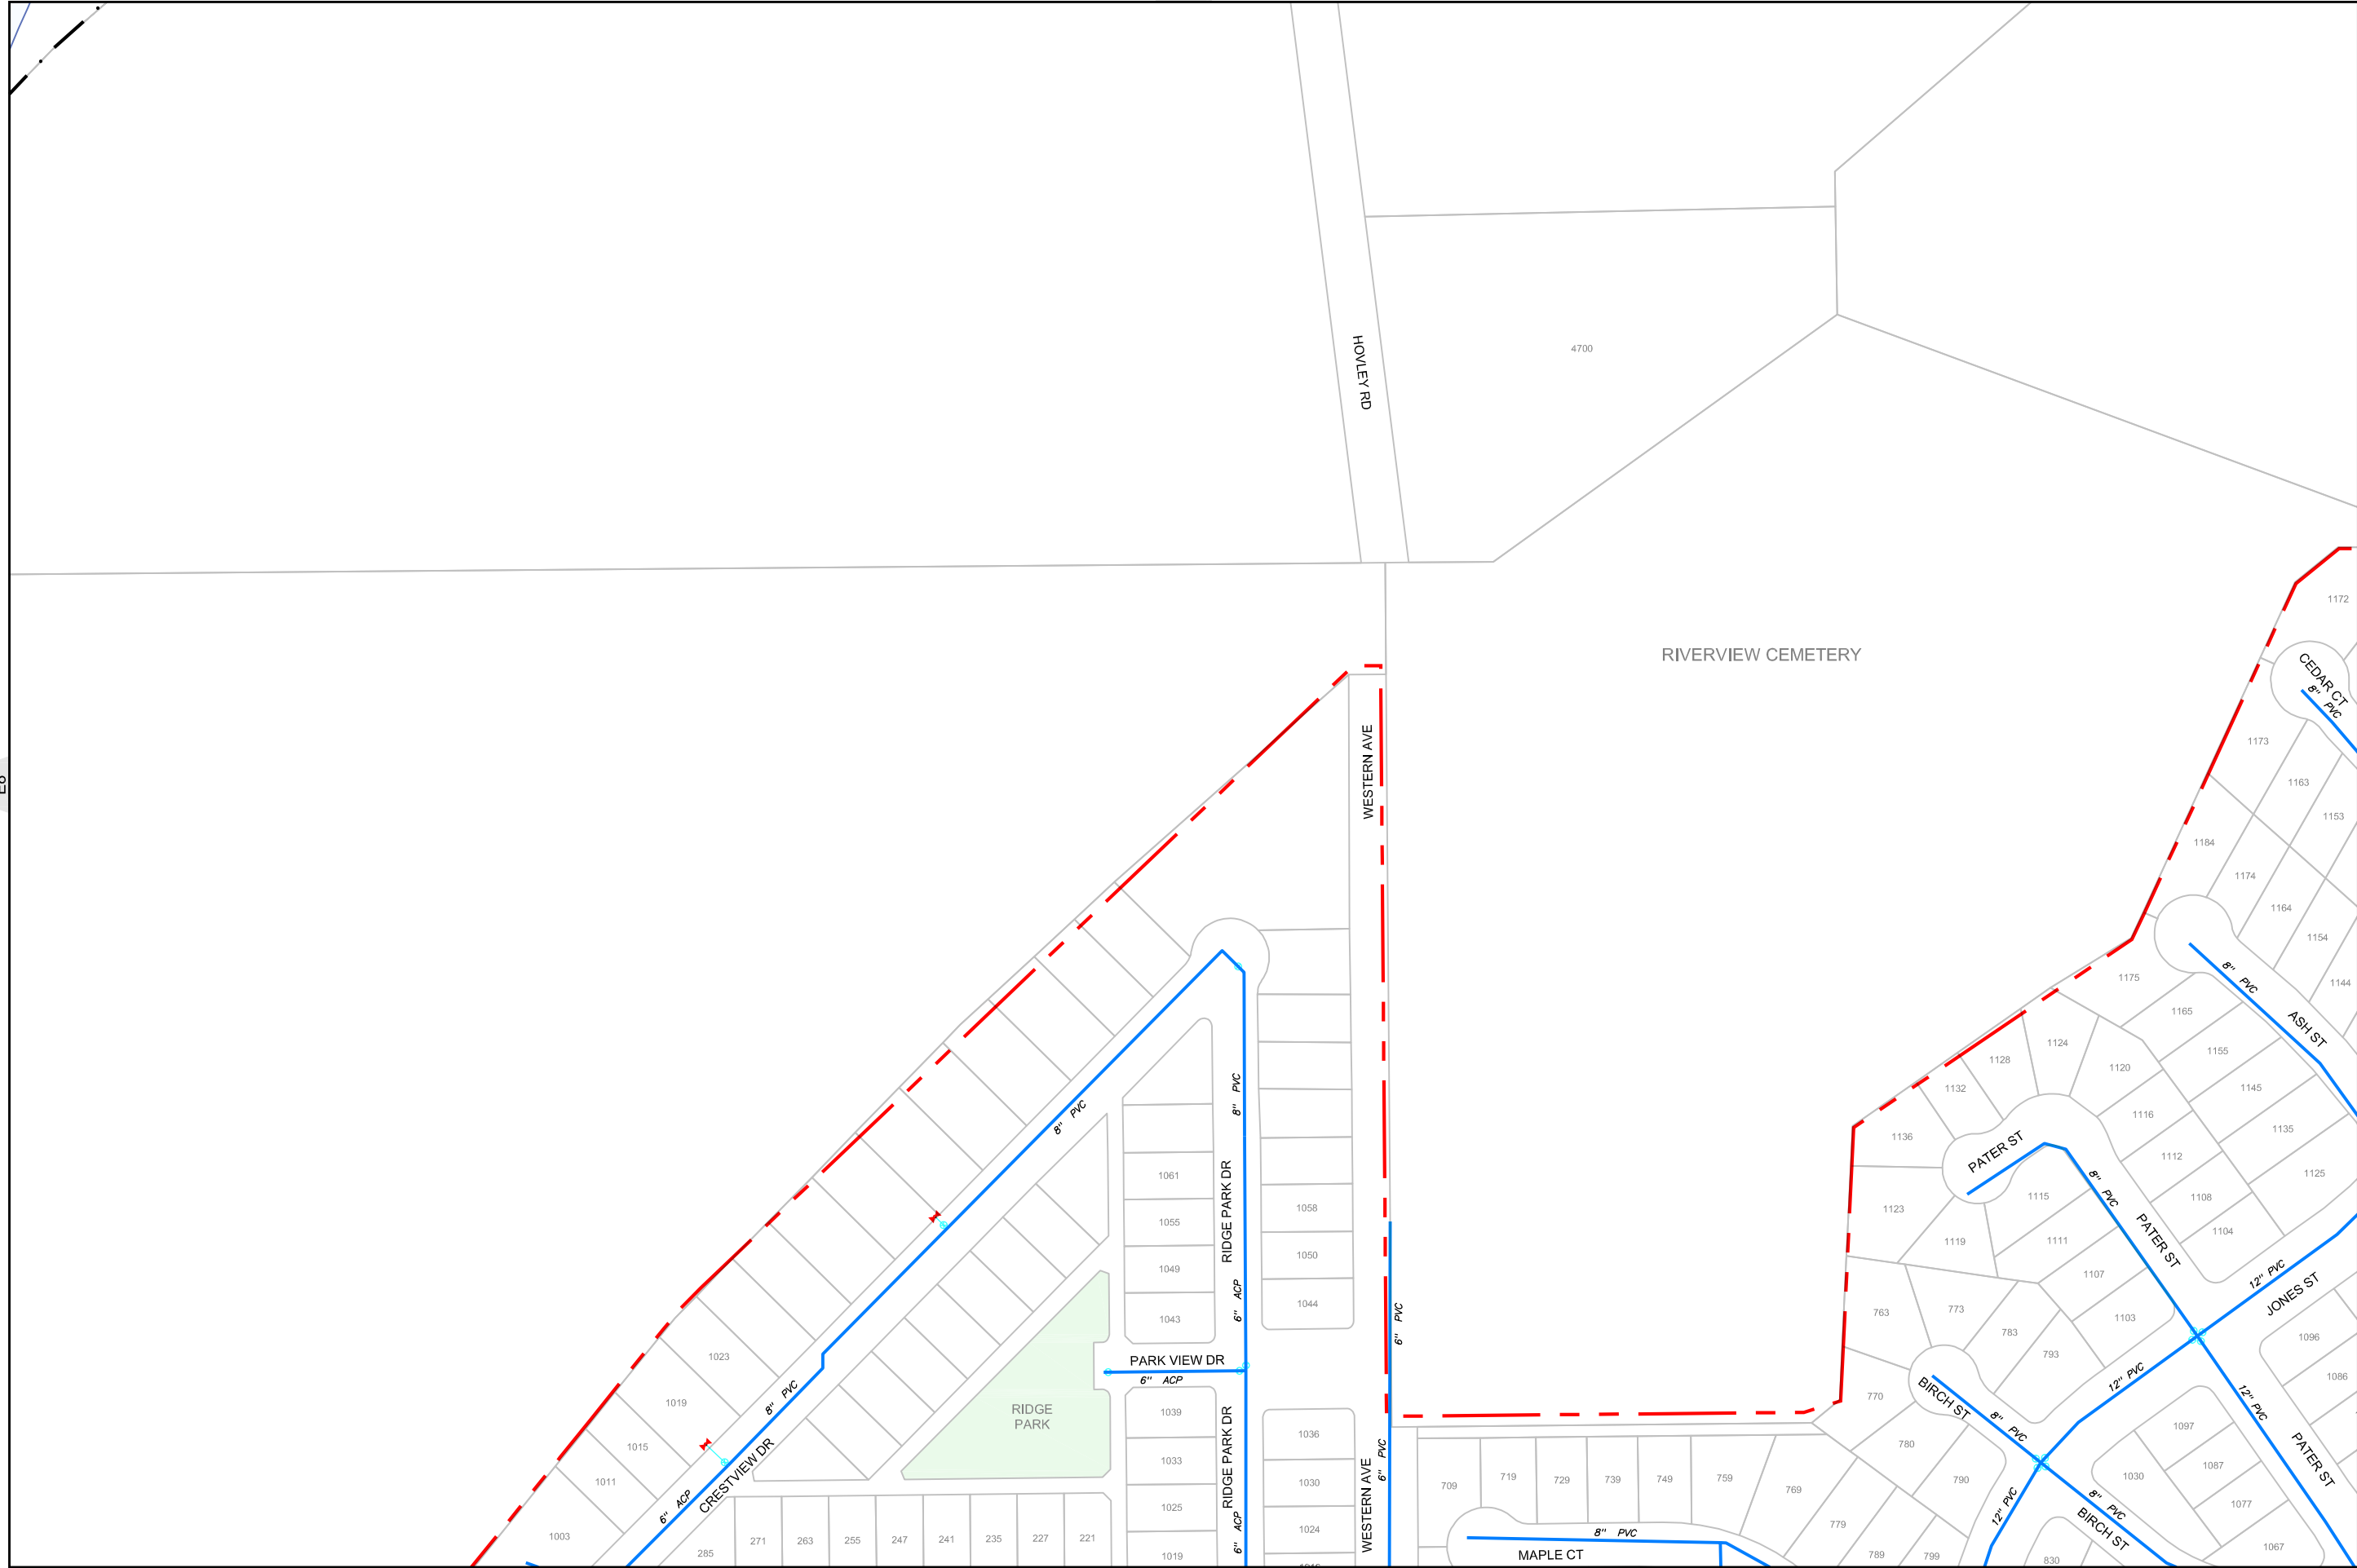 HOVLEY RD
4700
1172
RIVERVIEW CEMETERY
CEDAR CT
8" PVC
1173
WESTERN AVE
1163
1153
1184
1174
1164
1154
1144
1175
8" PVC
ASH ST
1165
1155
1145
1135
1125
1124
1128
1132
1120
1116
1112
1108
1104
1136
PATER ST
8" PVC
PATER ST
1123
1119
1115
1111
1107
1103
8" PVC
8" PVC
RIDGE PARK DR
1061
1055
1049
1043
1058
1050
1044
6" ACP
6" PVC
12" PVC
JONES ST
763
773
783
793
770
780
790
BIRCH ST
8" PVC
12" PVC
12" PVC
PATER ST
1096
1086
1097
1087
1077
1067
1030
8" PVC
BIRCH ST
12" PVC
830
PARK VIEW DR
6" ACP
RIDGE
PARK
1023
1019
1015
1011
1003
8" PVC
CRESTVIEW DR
6" ACP
1039
1033
1025
1019
RIDGE PARK DR
6" ACP
1036
1030
1024
WESTERN AVE
6" PVC
709
719
729
739
749
759
769
779
789
799
8" PVC
MAPLE CT
285
271
263
255
247
241
235
227
221